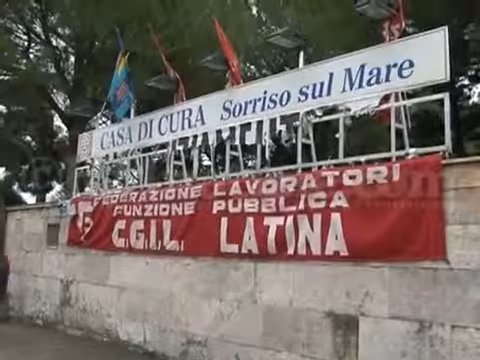 CASA DI CURA Sorriso sul Mare
FEDERAZIONE LAVORATORI
FUNZIONE PUBBLICA
C.G.I.L. LATINA